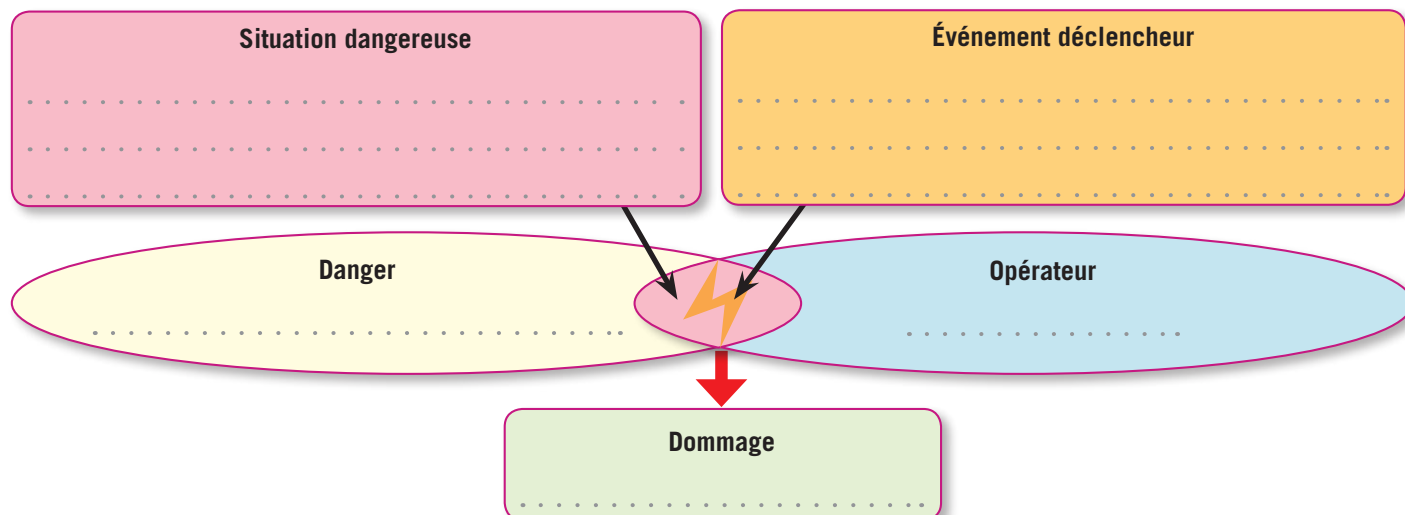 Situation dangereuse
Événement déclencheur
Danger
Opérateur
Dommage